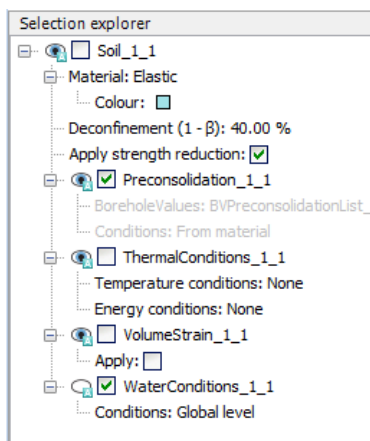 Selection explorer
Soil_1_1
Material: Elastic
Colour:
Deconfinement (1 - β): 40.00 %
Apply strength reduction:
Preconsolidation_1_1
BoreholeValues: BVPreconsolidationList_
Conditions: From material
ThermalConditions_1_1
Temperature conditions: None
Energy conditions: None
VolumeStrain_1_1
Apply:
WaterConditions_1_1
Conditions: Global level